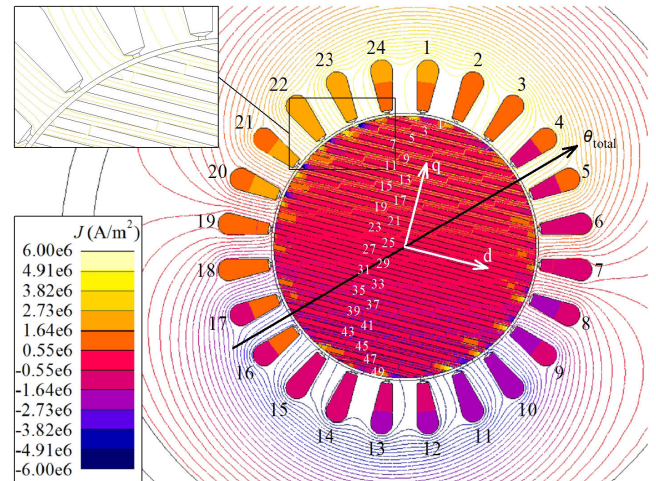 24 1
23 2
22 3
21 4
20 5
19 6
18 7
17 8
16 9
15 10
14 11
13 12
θtotal
q
d
1
3
5
7
9
11
13
15
17
19
21
23
25
27
29
31
33
35
37
39
41
43
45
47
49
J (A/m²)
6.00e6
4.91e6
3.82e6
2.73e6
1.64e6
0.55e6
-0.55e6
-1.64e6
-2.73e6
-3.82e6
-4.91e6
-6.00e6